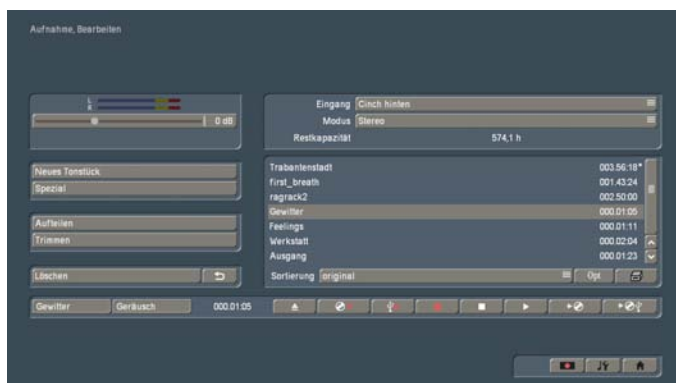 Aufnahme, Bearbeiten
L
R
0 dB
Eingang Cinch hinten
Modus Stereo
Restkapazität 574,1 h
Neues Tonstück
Spezial
Aufteilen
Trimmen
Löschen
Trabantenstadt 003.56:18*
first_breath 001.43:24
ragrack2 002.50:00
Gewitter 000.01:05
Feelings 000.01:11
Werkstatt 000.02:04
Ausgang 000.01:23
Sortierung original Opt
Gewitter Geräusch 000.01:05